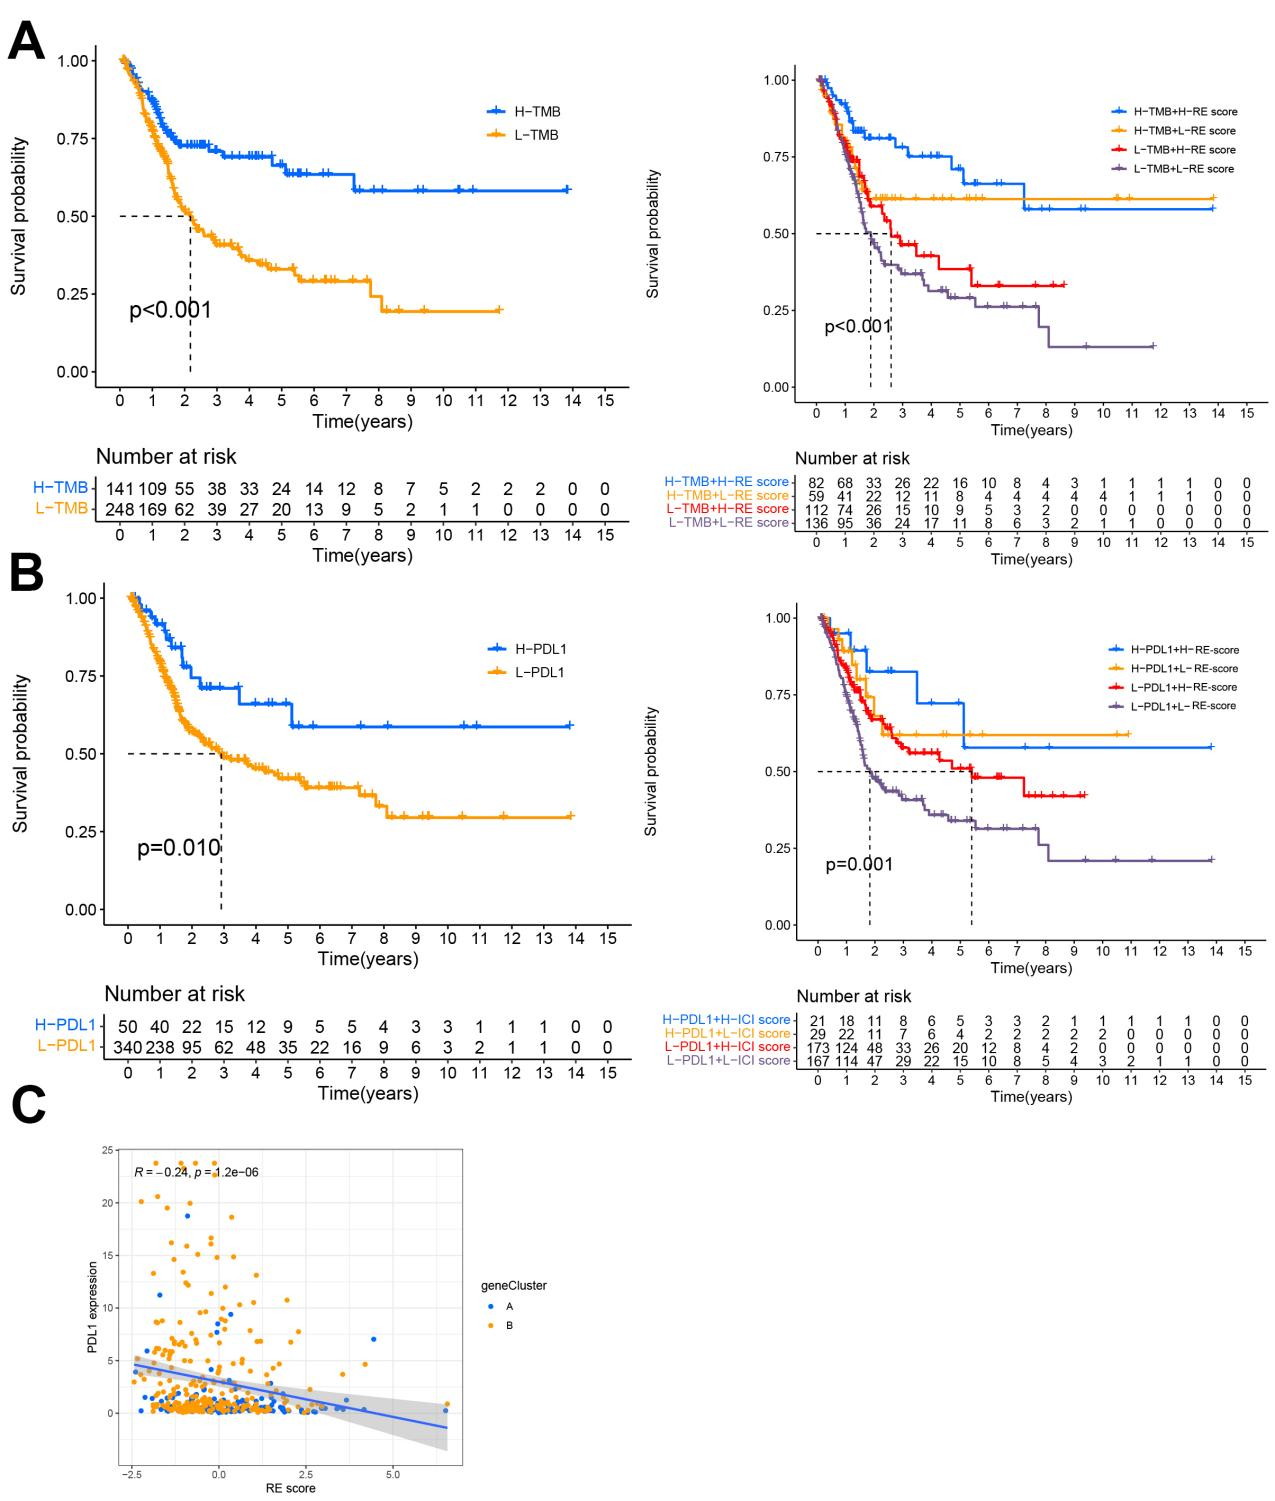 A
1.00
0.75
0.50
0.25
0.00
Survival probability
H−TMB
L−TMB
p<0.001
0 1 2 3 4 5 6 7 8 9 10 11 12 13 14 15
Time(years)
Number at risk
H−TMB 141 109 55 38 33 24 14 12 8 7 5 2 2 2 0 0
L−TMB 248 169 62 39 27 20 13 9 5 2 1 1 0 0 0 0
0 1 2 3 4 5 6 7 8 9 10 11 12 13 14 15
Time(years)
1.00
0.75
0.50
0.25
0.00
Survival probability
H−TMB+H−RE score
H−TMB+L−RE score
L−TMB+H−RE score
L−TMB+L−RE score
p<0.001
0 1 2 3 4 5 6 7 8 9 10 11 12 13 14 15
Time(years)
Number at risk
H−TMB+H−RE score 82 68 33 26 22 16 10 8 4 3 1 1 1 1 0 0
H−TMB+L−RE score 59 41 22 12 11 8 4 4 4 4 4 1 1 1 0 0
L−TMB+H−RE score 112 74 26 15 10 9 5 3 2 0 0 0 0 0 0 0
L−TMB+L−RE score 136 95 36 24 17 11 8 6 3 2 1 1 0 0 0 0
0 1 2 3 4 5 6 7 8 9 10 11 12 13 14 15
Time(years)
B
1.00
0.75
0.50
0.25
0.00
Survival probability
H−PDL1
L−PDL1
p=0.010
0 1 2 3 4 5 6 7 8 9 10 11 12 13 14 15
Time(years)
Number at risk
H−PDL1 50 40 22 15 12 9 5 5 4 3 3 1 1 1 0 0
L−PDL1 340 238 95 62 48 35 22 16 9 6 3 2 1 1 0 0
0 1 2 3 4 5 6 7 8 9 10 11 12 13 14 15
Time(years)
1.00
0.75
0.50
0.25
0.00
Survival probability
H−PDL1+H−RE-score
H−PDL1+L−RE-score
L−PDL1+H−RE-score
L−PDL1+L−RE-score
p=0.001
0 1 2 3 4 5 6 7 8 9 10 11 12 13 14 15
Time(years)
Number at risk
H−PDL1+H−ICI score 21 18 11 8 6 5 3 3 2 1 1 1 1 1 0 0
H−PDL1+L−ICI score 29 22 11 7 6 4 2 2 2 2 2 0 0 0 0 0
L−PDL1+H−ICI score 173 124 48 33 26 20 12 8 4 2 0 0 0 0 0 0
L−PDL1+L−ICI score 167 114 47 29 22 15 10 8 5 4 3 2 1 1 0 0
0 1 2 3 4 5 6 7 8 9 10 11 12 13 14 15
Time(years)
C
25
20
15
10
5
0
PDL1 expression
R = −0.24, p = 1.2e−06
geneCluster
A
B
−2.5 0.0 2.5 5.0
RE score